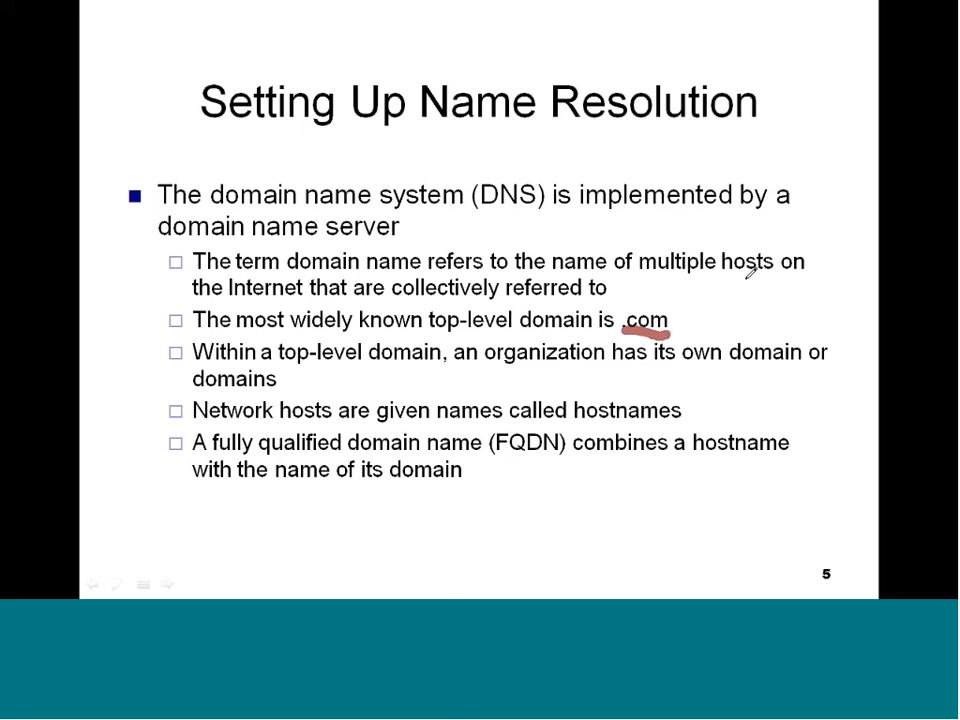 Setting Up Name Resolution
The domain name system (DNS) is implemented by a
domain name server
The term domain name refers to the name of multiple hosts on
the Internet that are collectively referred to
The most widely known top-level domain is .com
Within a top-level domain, an organization has its own domain or
domains
Network hosts are given names called hostnames
A fully qualified domain name (FQDN) combines a hostname
with the name of its domain
5